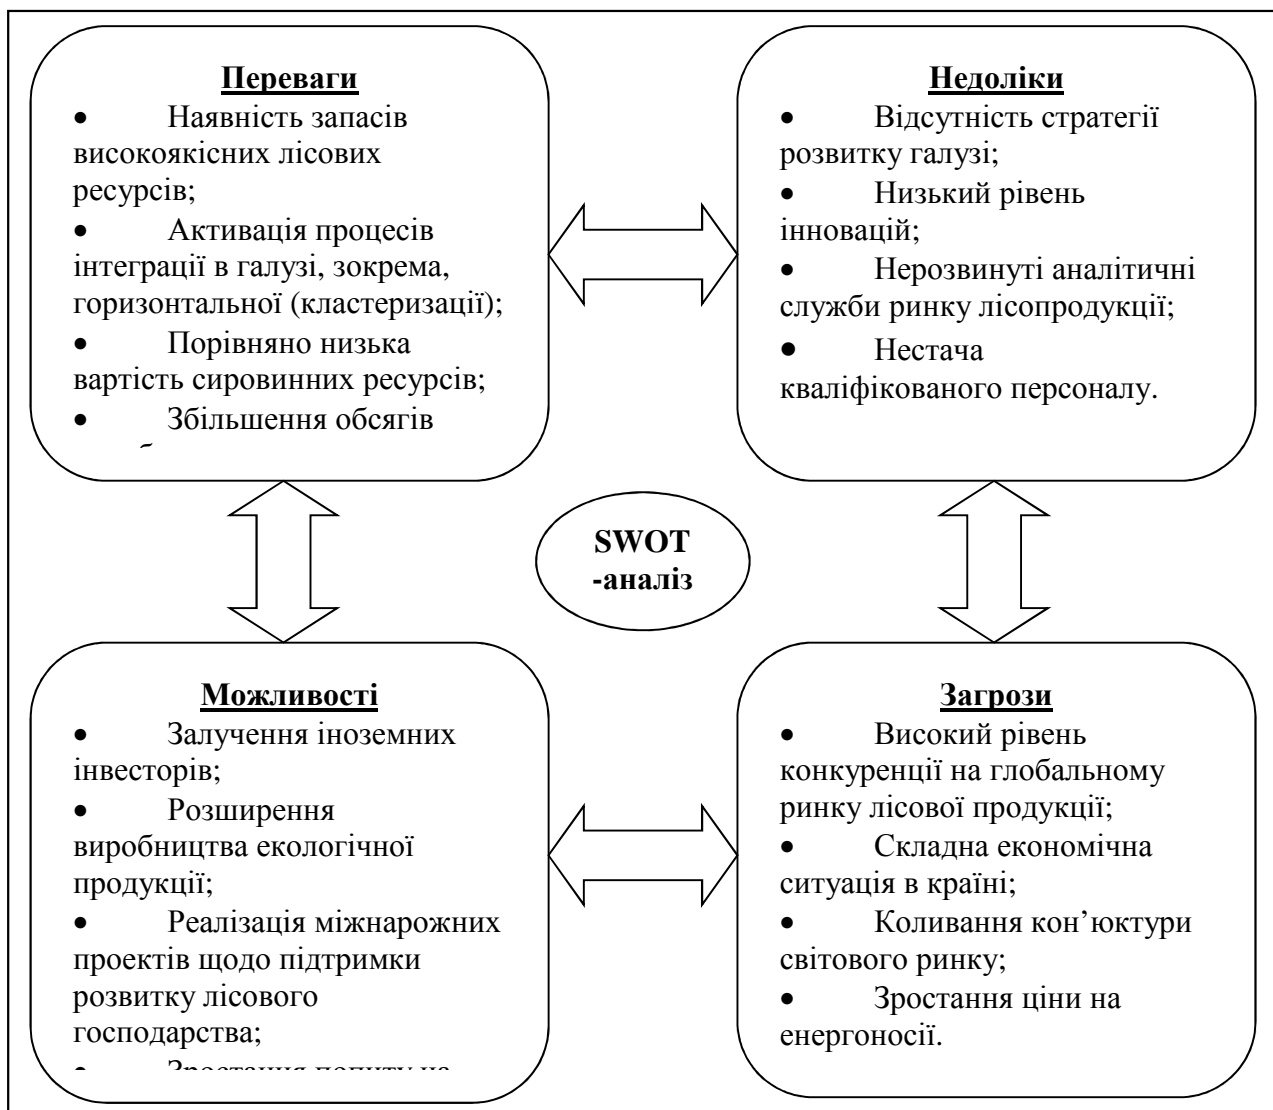 Переваги
• Наявність запасів
високоякісних лісових
ресурсів;
• Активація процесів
інтеграції в галузі, зокрема,
горизонтальної (кластеризації);
• Порівняно низька
вартість сировинних ресурсів;
• Збільшення обсягів
Недоліки
• Відсутність стратегії
розвитку галузі;
• Низький рівень
інновацій;
• Нерозвинуті аналітичні
служби ринку лісопродукції;
• Нестача
кваліфікованого персоналу.
SWOT
-аналіз
Можливості
• Залучення іноземних
інвесторів;
• Розширення
виробництва екологічної
продукції;
• Реалізація міжнарожних
проектів щодо підтримки
розвитку лісового
господарства;
• Зростання попиту на
Загрози
• Високий рівень
конкуренції на глобальному
ринку лісової продукції;
• Складна економічна
ситуація в країні;
• Коливання кон’юктури
світового ринку;
• Зростання ціни на
енергоносії.